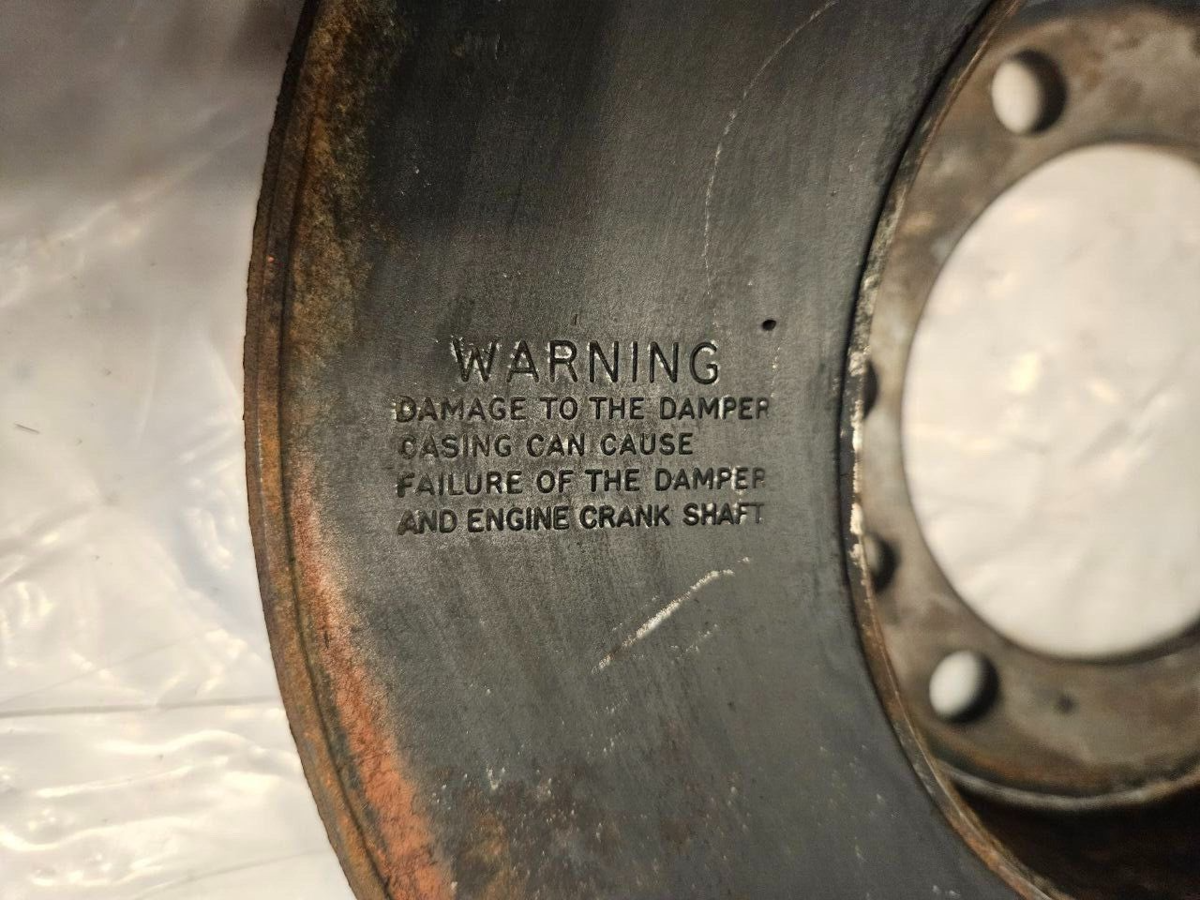 WARNING
DAMAGE TO THE DAMPER
CASING CAN CAUSE
FAILURE OF THE DAMPER
AND ENGINE CRANK SHAFT